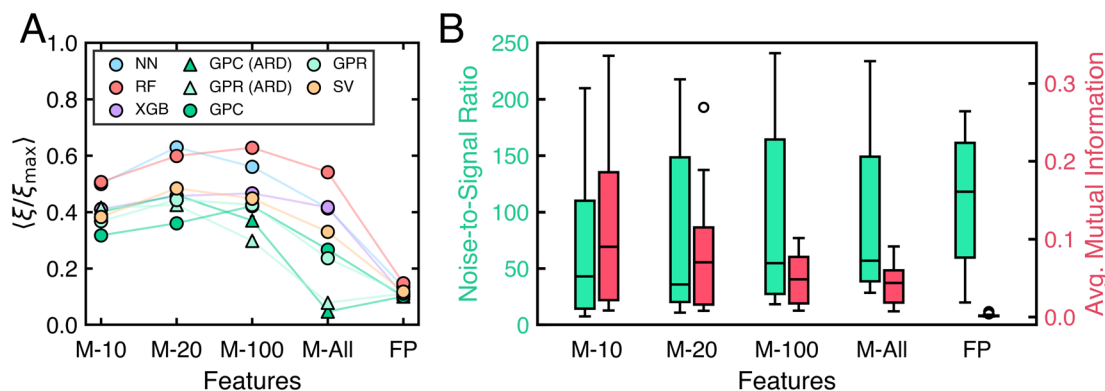 A
⟨ξ/ξmax⟩
1.0
0.8
0.6
0.4
0.2
0.0
NN
RF
XGB
GPC (ARD)
GPR (ARD)
GPC
GPR
SV
M-10 M-20 M-100 M-All FP
Features
B
Noise-to-Signal Ratio
250
200
150
100
50
0
M-10 M-20 M-100 M-All FP
Features
0.3
0.2
0.1
0.0
Avg. Mutual Information